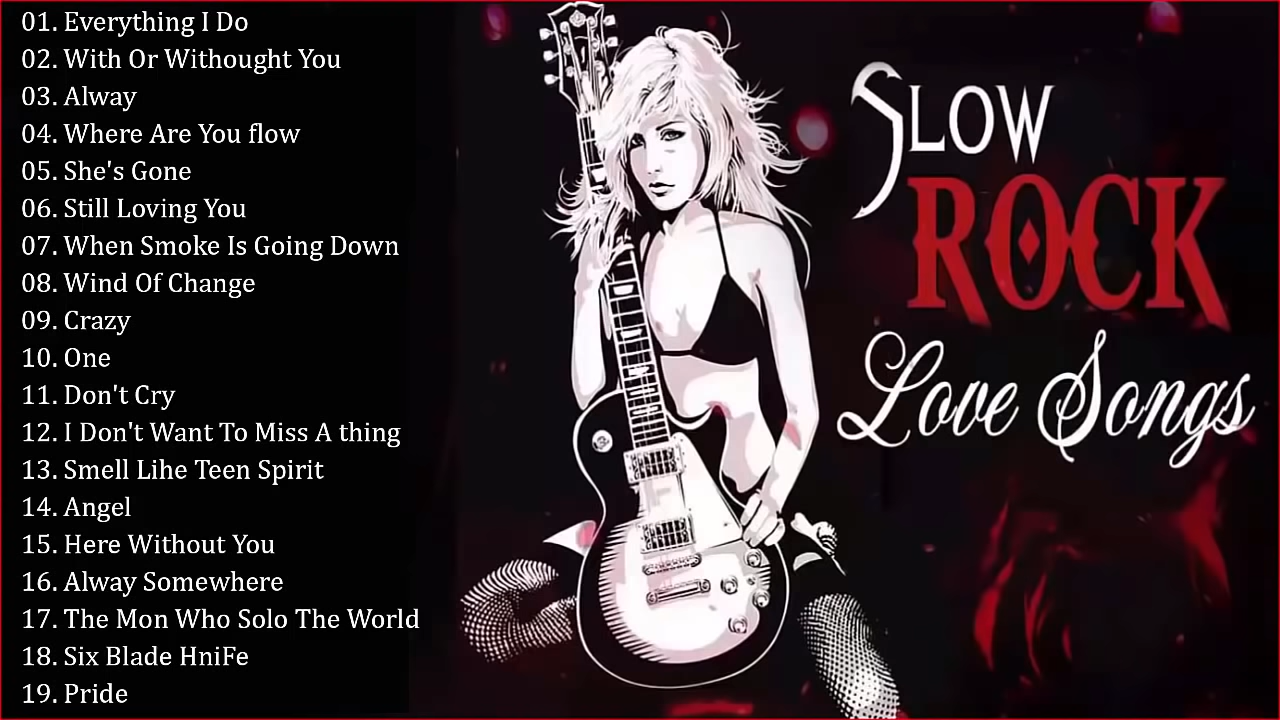 01. Everything I Do
02. With Or Withought You
03. Alway
04. Where Are You flow
05. She's Gone
06. Still Loving You
07. When Smoke Is Going Down
08. Wind Of Change
09. Crazy
10. One
11. Don't Cry
12. I Don't Want To Miss A thing
13. Smell Lihe Teen Spirit
14. Angel
15. Here Without You
16. Alway Somewhere
17. The Mon Who Solo The World
18. Six Blade HniFe
19. Pride
SLOW
ROCK
Love Songs